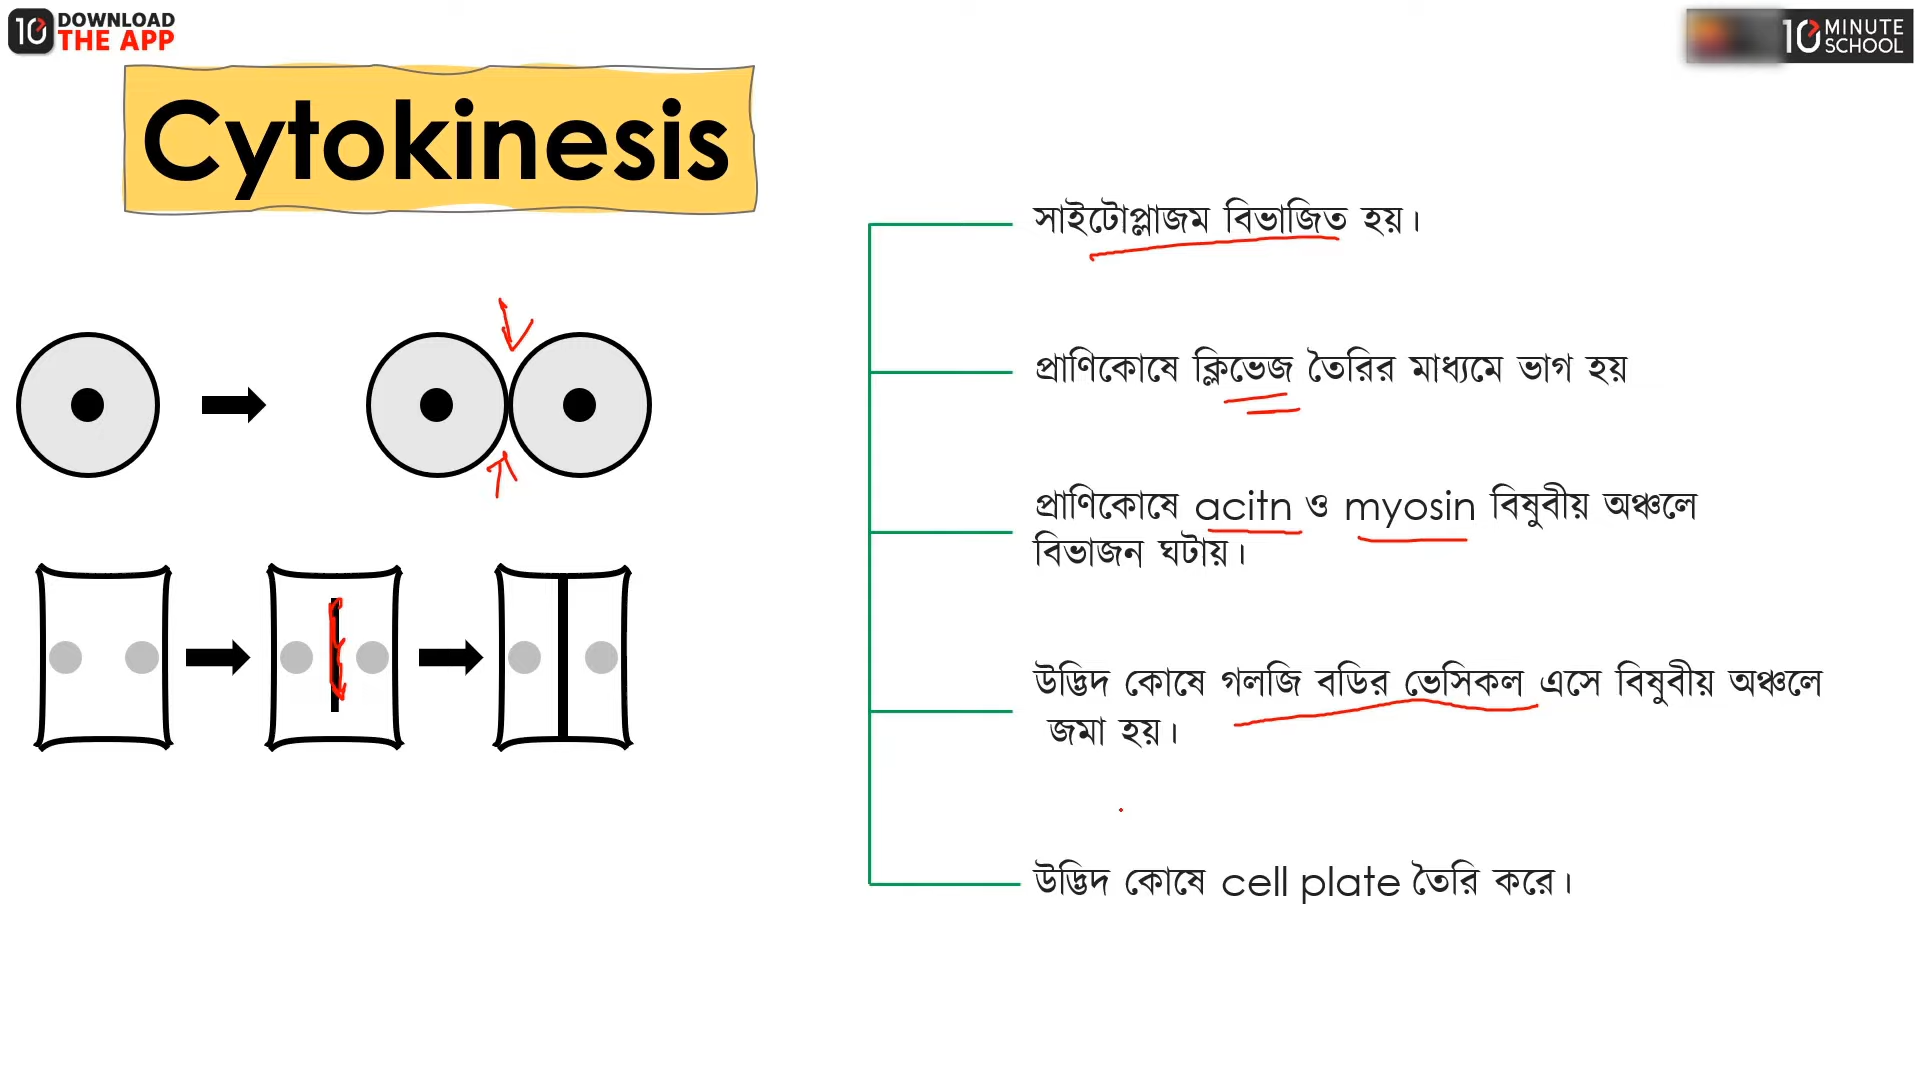 10 DOWNLOAD
THE APP
10 MINUTE
SCHOOL
Cytokinesis
সাইটোপ্লাজম বিভাজিত হয়।
প্রাণিকোষে ক্লিভেজ তৈরির মাধ্যমে ভাগ হয়
প্রাণিকোষে acitn ও myosin বিষুবীয় অঞ্চলে
বিভাজন ঘটায়।
উদ্ভিদ কোষে গলজি বডির ভেসিকল এসে বিষুবীয় অঞ্চলে
জমা হয়।
উদ্ভিদ কোষে cell plate তৈরি করে।